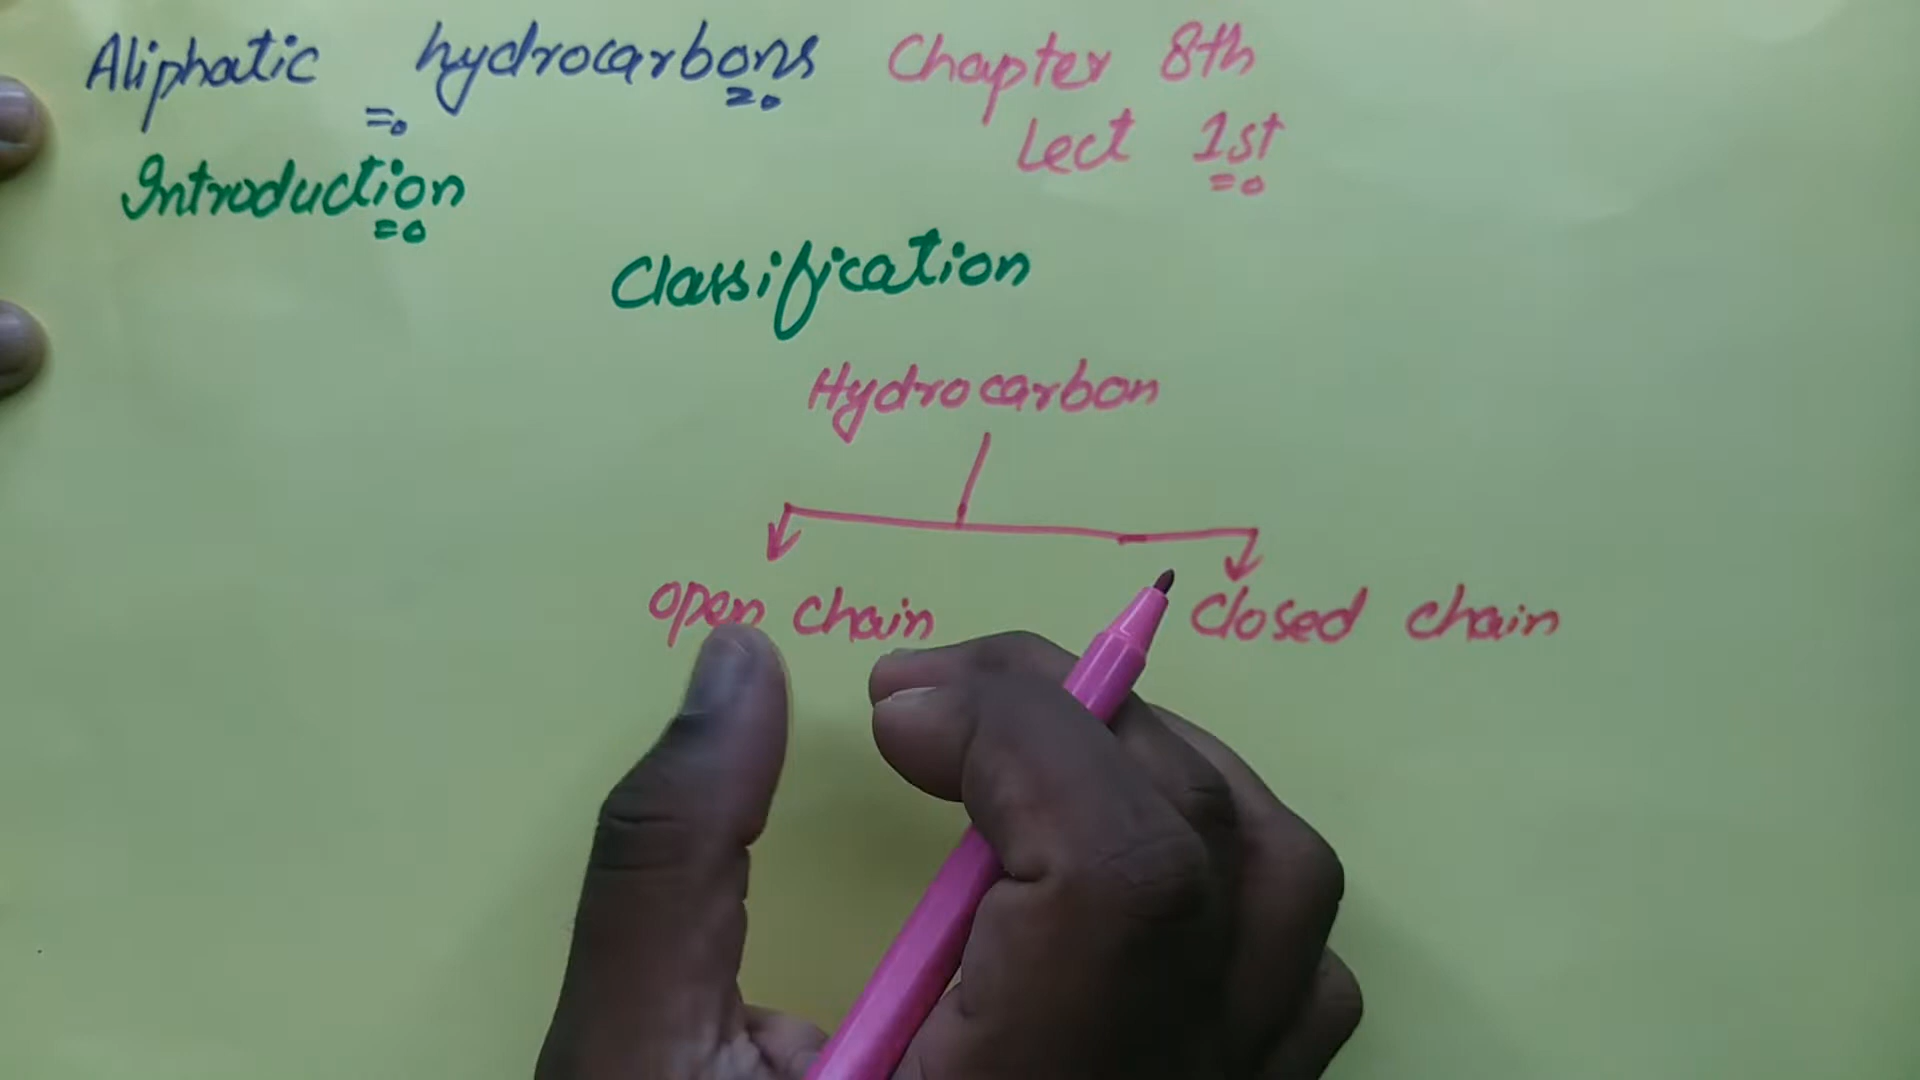 Aliphatic hydrocarbons Chapter 8th
Lect 1st
Introduction
Classification
Hydrocarbon
open chain closed chain